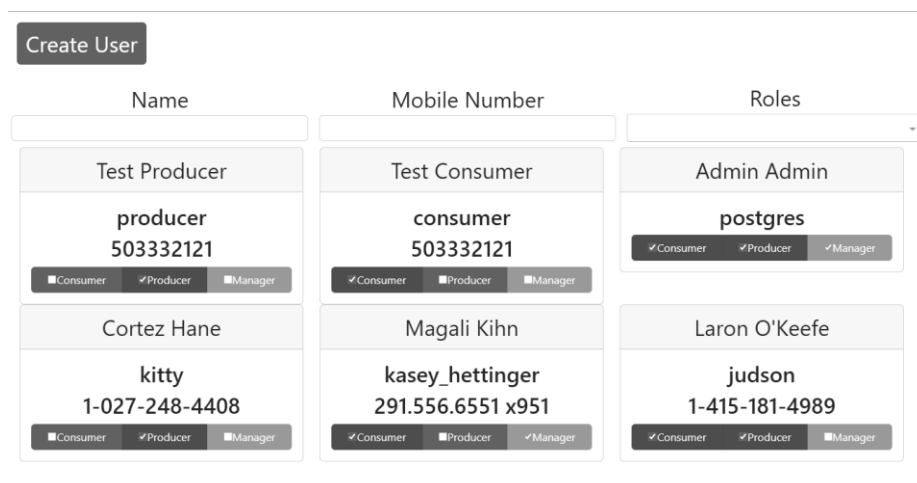 Create User
Name Mobile Number Roles
Test Producer Test Consumer Admin Admin
producer consumer postgres
503332121 503332121
Consumer Producer Manager
Consumer Producer Manager Consumer Producer Manager
Cortez Hane Magali Kihn Laron O'Keefe
kitty kasey_hettinger judson
1-027-248-4408 291.556.6551 x951 1-415-181-4989
Consumer Producer Manager Consumer Producer Manager Consumer Producer Manager